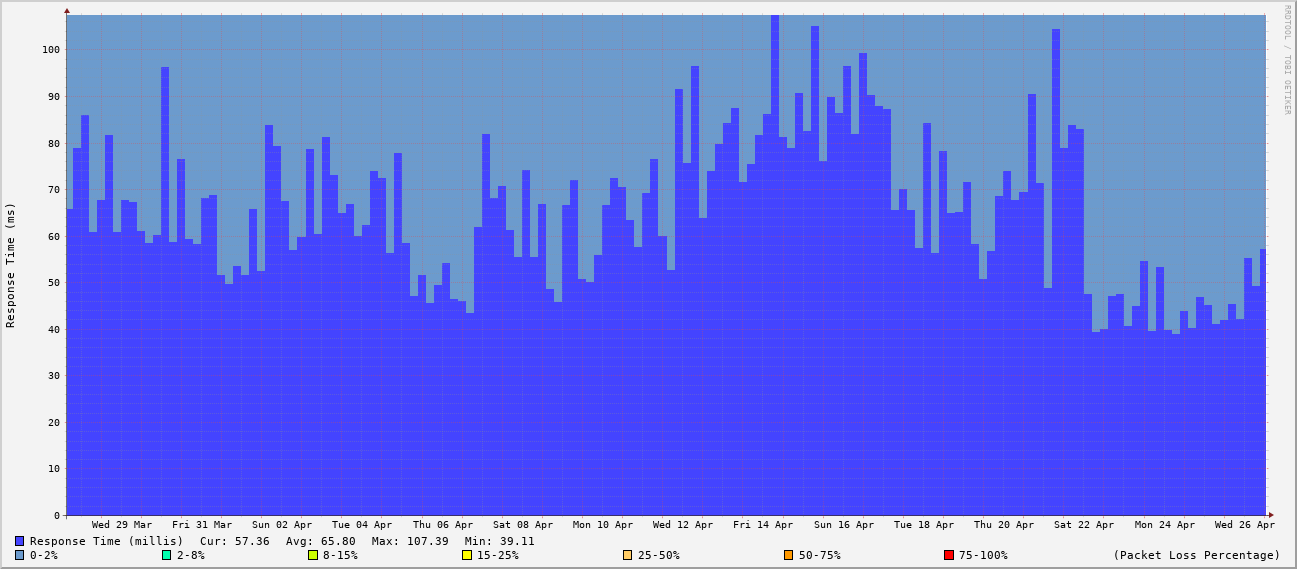 RRDTOOL / TOBI OETIKER
Response Time (ms)
100
90
80
70
60
50
40
30
20
10
0
Wed 29 Mar Fri 31 Mar Sun 02 Apr Tue 04 Apr Thu 06 Apr Sat 08 Apr Mon 10 Apr Wed 12 Apr Fri 14 Apr Sun 16 Apr Tue 18 Apr Thu 20 Apr Sat 22 Apr Mon 24 Apr Wed 26 Apr
Response Time (millis) Cur: 57.36 Avg: 65.80 Max: 107.39 Min: 39.11
0-2% 2-8% 8-15% 15-25% 25-50% 50-75% 75-100% (Packet Loss Percentage)